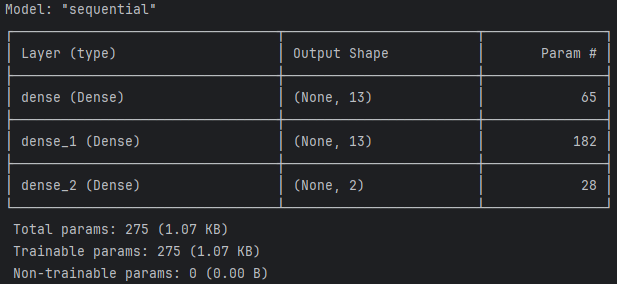 Model: "sequential"
Layer (type) Output Shape Param #
dense (Dense) (None, 13) 65
dense_1 (Dense) (None, 13) 182
dense_2 (Dense) (None, 2) 28
Total params: 275 (1.07 KB)
Trainable params: 275 (1.07 KB)
Non-trainable params: 0 (0.00 B)